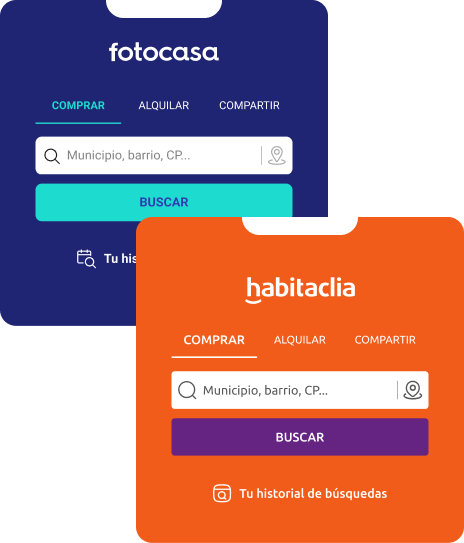 fotocasa
COMPRAR ALQUILAR COMPARTIR
Municipio, barrio, CP...
BUSCAR
Tu his
habitaclia
COMPRAR ALQUILAR COMPARTIR
Municipio, barrio, CP...
BUSCAR
Tu historial de búsquedas